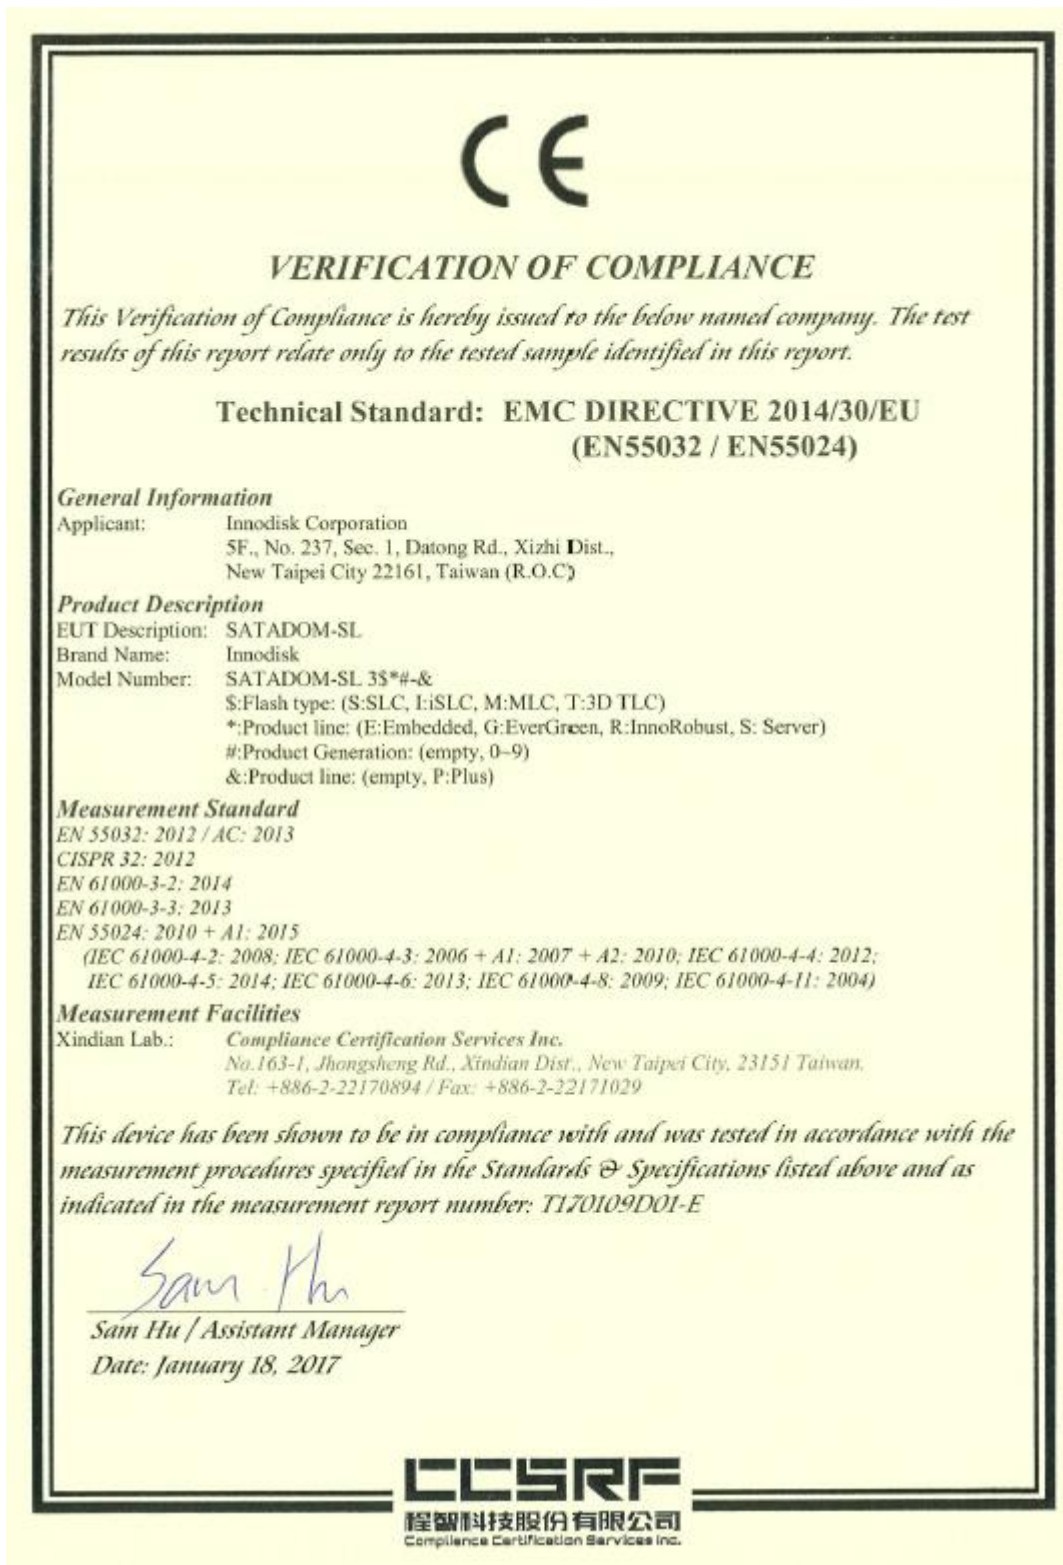 CE
VERIFICATION OF COMPLIANCE
This Verification of Compliance is hereby issued to the below named company. The test
results of this report relate only to the tested sample identified in this report.
Technical Standard: EMC DIRECTIVE 2014/30/EU
(EN55032 / EN55024)
General Information
Applicant: Innodisk Corporation
5F., No. 237, Sec. 1, Datong Rd., Xizhi Dist.,
New Taipei City 22161, Taiwan (R.O.C)
Product Description
EUT Description: SATADOM-SL
Brand Name: Innodisk
Model Number: SATADOM-SL 3$*#-&
$:Flash type: (S:SLC, I:iSLC, M:MLC, T:3D TLC)
*:Product line: (E:Embedded, G:EverGreen, R:InnoRobust, S: Server)
#:Product Generation: (empty, 0~9)
&:Product line: (empty, P:Plus)
Measurement Standard
EN 55032: 2012 / AC: 2013
CISPR 32: 2012
EN 61000-3-2: 2014
EN 61000-3-3: 2013
EN 55024: 2010 + A1: 2015
(IEC 61000-4-2: 2008; IEC 61000-4-3: 2006 + A1: 2007 + A2: 2010; IEC 61000-4-4: 2012;
IEC 61000-4-5: 2014; IEC 61000-4-6: 2013; IEC 61000-4-8: 2009; IEC 61000-4-11: 2004)
Measurement Facilities
Xindian Lab.: Compliance Certification Services Inc.
No.163-1, Jhongsheng Rd., Xindian Dist., New Taipei City, 23151 Taiwan.
Tel: +886-2-22170894 / Fax: +886-2-22171029
This device has been shown to be in compliance with and was tested in accordance with the
measurement procedures specified in the Standards & Specifications listed above and as
indicated in the measurement report number: T170109D01-E
Sam Hu
Sam Hu / Assistant Manager
Date: January 18, 2017
CCSRF
程智科技股份有限公司
Compliance Certification Services Inc.